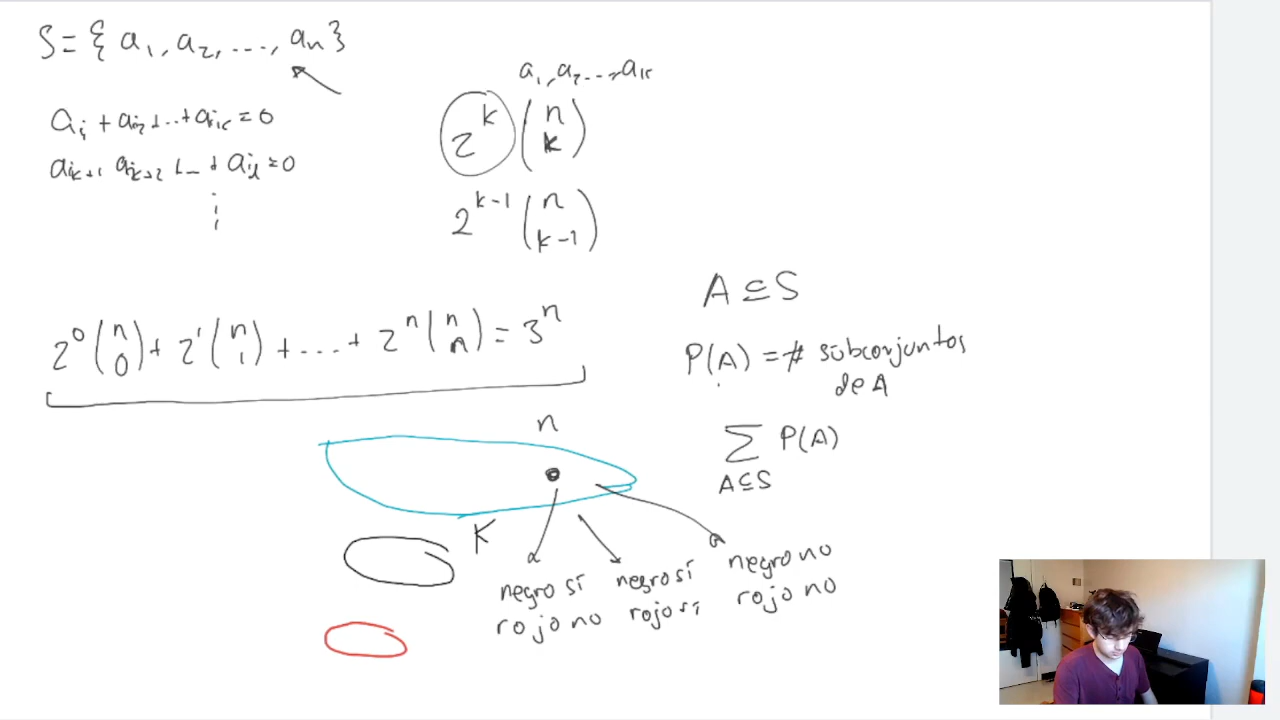 S = { a₁, a₂, ..., aₙ }
a₁, a₂ ..., aₖ
aᵢ₁ + aᵢ₂ + ... + aᵢₖ = 0
2ᵏ (n k)
aᵢₖ₊₁ aᵢₖ₊₂ + ... + aᵢₗ = 0
⋮
2ᵏ⁻¹ (n k-1)
A ⊆ S
2⁰ (n 0) + 2¹ (n 1) + ... + 2ⁿ (n n) = 3ⁿ
P(A) = # subconjuntos
de A
n
∑ P(A)
A⊆S
K
negro sí
rojo no
negro sí
rojo sí
negro no
rojo no